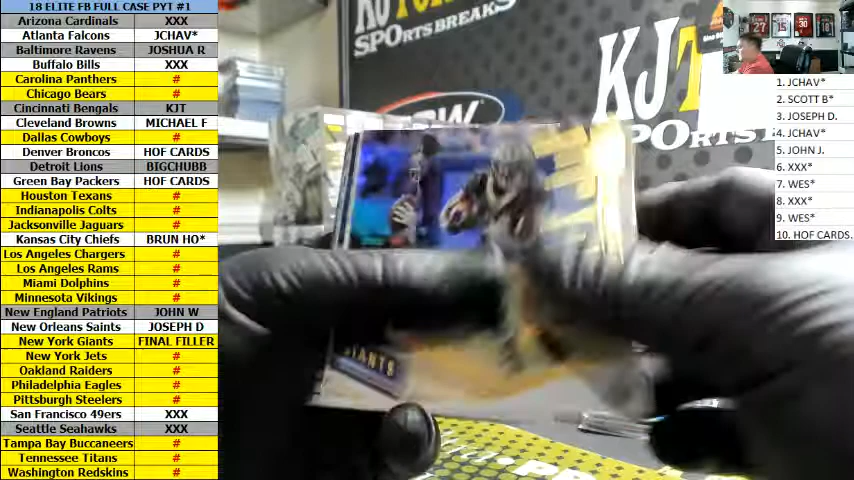 18 ELITE FB FULL CASE PYT #1
Arizona Cardinals XXX
Atlanta Falcons JCHAV*
Baltimore Ravens JOSHUA R
Buffalo Bills XXX
Carolina Panthers #
Chicago Bears #
Cincinnati Bengals KJT
Cleveland Browns MICHAEL F
Dallas Cowboys #
Denver Broncos HOF CARDS
Detroit Lions BIGCHUBB
Green Bay Packers HOF CARDS
Houston Texans #
Indianapolis Colts #
Jacksonville Jaguars #
Kansas City Chiefs BRUN HO*
Los Angeles Chargers #
Los Angeles Rams #
Miami Dolphins #
Minnesota Vikings #
New England Patriots JOHN W
New Orleans Saints JOSEPH D
New York Giants FINAL FILLER
New York Jets #
Oakland Raiders #
Philadelphia Eagles #
Pittsburgh Steelers #
San Francisco 49ers XXX
Seattle Seahawks XXX
Tampa Bay Buccaneers #
Tennessee Titans #
Washington Redskins #
SPORTS BREAKS
KJT
SPORTS
GIANTS
27
15
30
1. JCHAV*
2. SCOTT B*
3. JOSEPH D.
4. JCHAV*
5. JOHN J.
6. XXX*
7. WES*
8. XXX*
9. WES*
10. HOF CARDS.